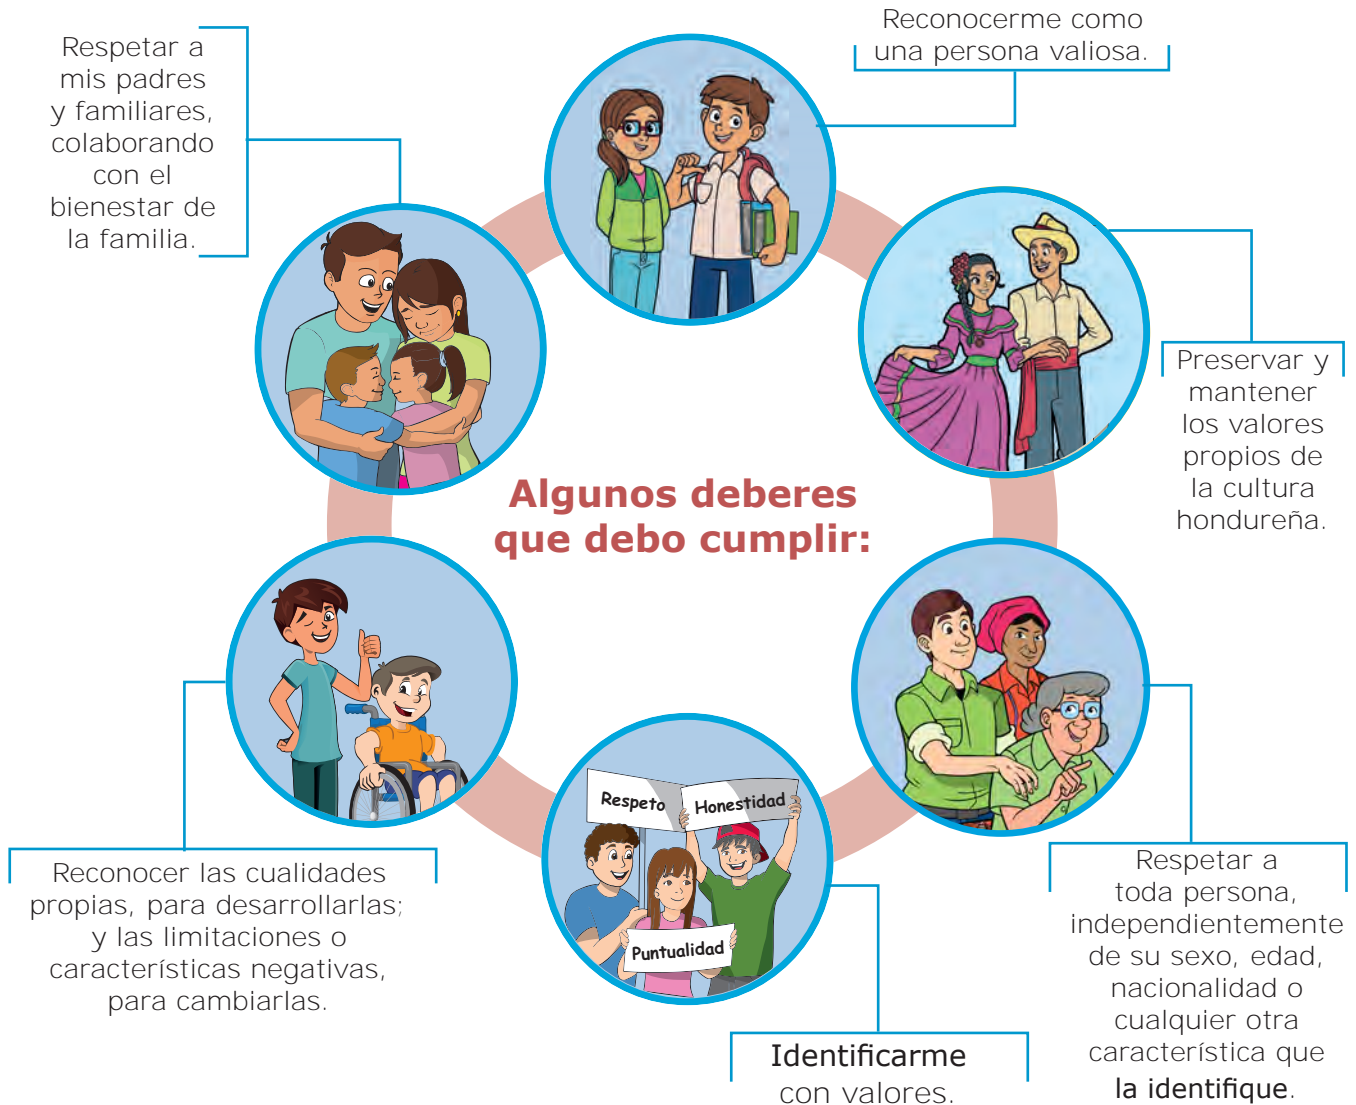 Algunos deberes
que debo cumplir:
Reconocerme como
una persona valiosa.
Preservar y
mantener
los valores
propios de
la cultura
hondureña.
Respetar a
toda persona,
independientemente
de su sexo, edad,
nacionalidad o
cualquier otra
característica que
la identifique.
Identificarme
con valores.
Respeto
Honestidad
Puntualidad
Reconocer las cualidades
propias, para desarrollarlas;
y las limitaciones o
características negativas,
para cambiarlas.
Respetar a
mis padres
y familiares,
colaborando
con el
bienestar de
la familia.